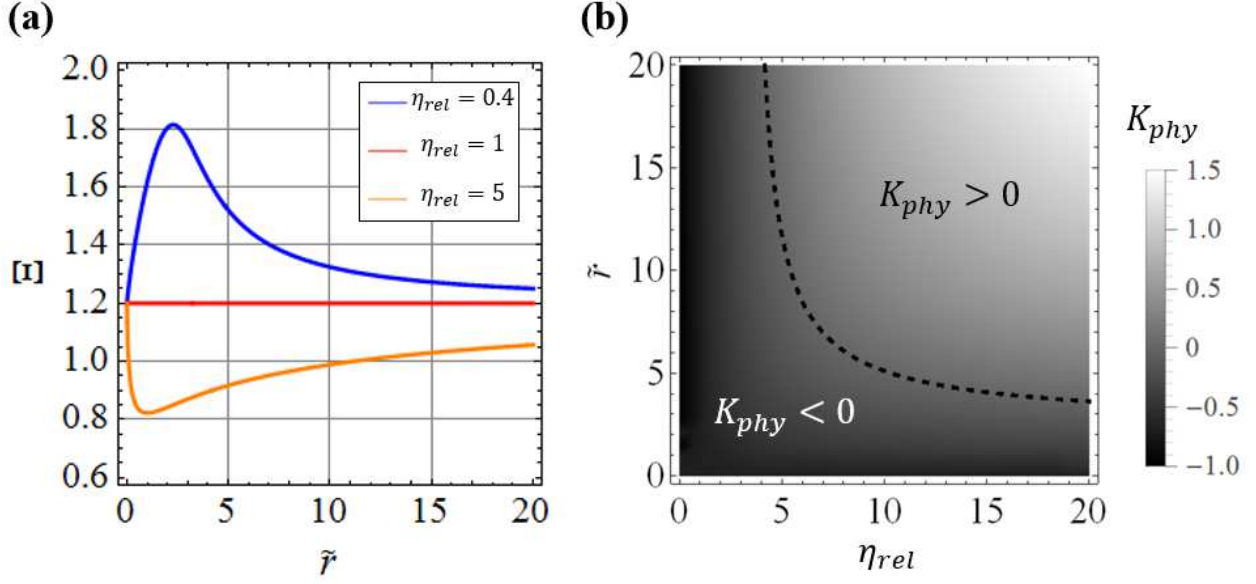 (a)
2.0
1.8
1.6
1.4
1.2
1.0
0.8
0.6
Ξ
η_rel = 0.4
η_rel = 1
η_rel = 5
0 5 10 15 20
r̃
(b)
20
15
10
5
0
r̃
K_phy > 0
K_phy < 0
0 5 10 15 20
η_rel
K_phy
1.5
1.0
0.5
0
−0.5
−1.0